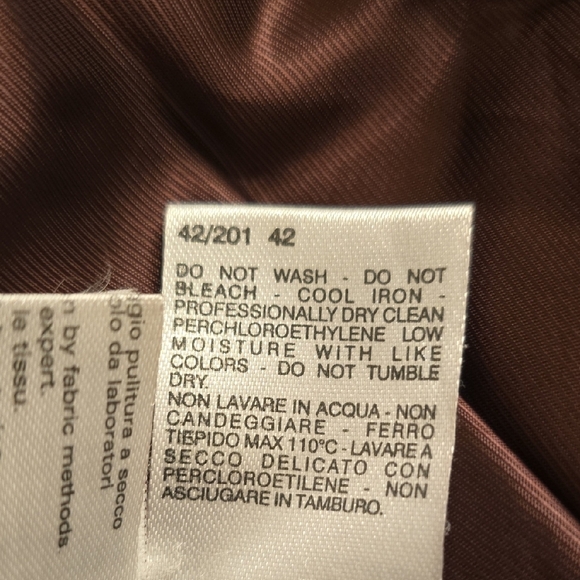 42/201 42
DO NOT WASH - DO NOT
BLEACH - COOL IRON -
PROFESSIONALLY DRY CLEAN
PERCHLOROETHYLENE LOW
MOISTURE WITH LIKE
COLORS - DO NOT TUMBLE
DRY.
NON LAVARE IN ACQUA - NON
CANDEGGIARE - FERRO
TIEPIDO MAX 110°C - LAVARE A
SECCO DELICATO CON
PERCLOROETILENE - NON
ASCIUGARE IN TAMBURO.
gio pulitura a secco
olo da laboratori
by fabric methods
expert.
le tissu.